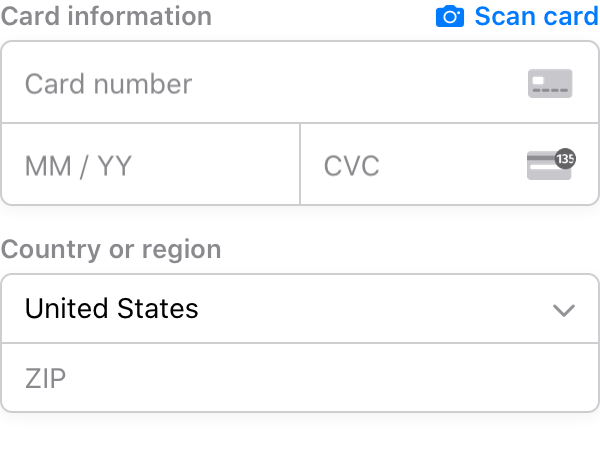 Card information Scan card
Card number
MM / YY CVC 135
Country or region
United States
ZIP